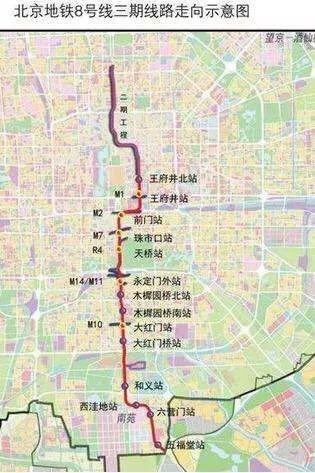 北京地铁8号线三期线路走向示意图
望京—酒仙
二期工程
王府井北站
M1
王府井站
M2
前门站
M7
珠市口站
R4
天桥站
M14/M11
永定门外站
木樨园桥北站
木樨园桥南站
M10
大红门站
大红门桥站
和义站
西洼地站
六营门站
南苑
五福堂站